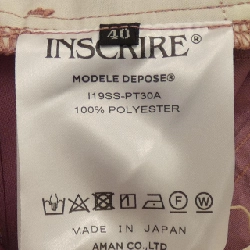 40
INSCRIRE®
MODELE DEPOSE®
I19SS-PT30A
100% POLYESTER
P W
MADE IN JAPAN
AMAN CO.,LTD